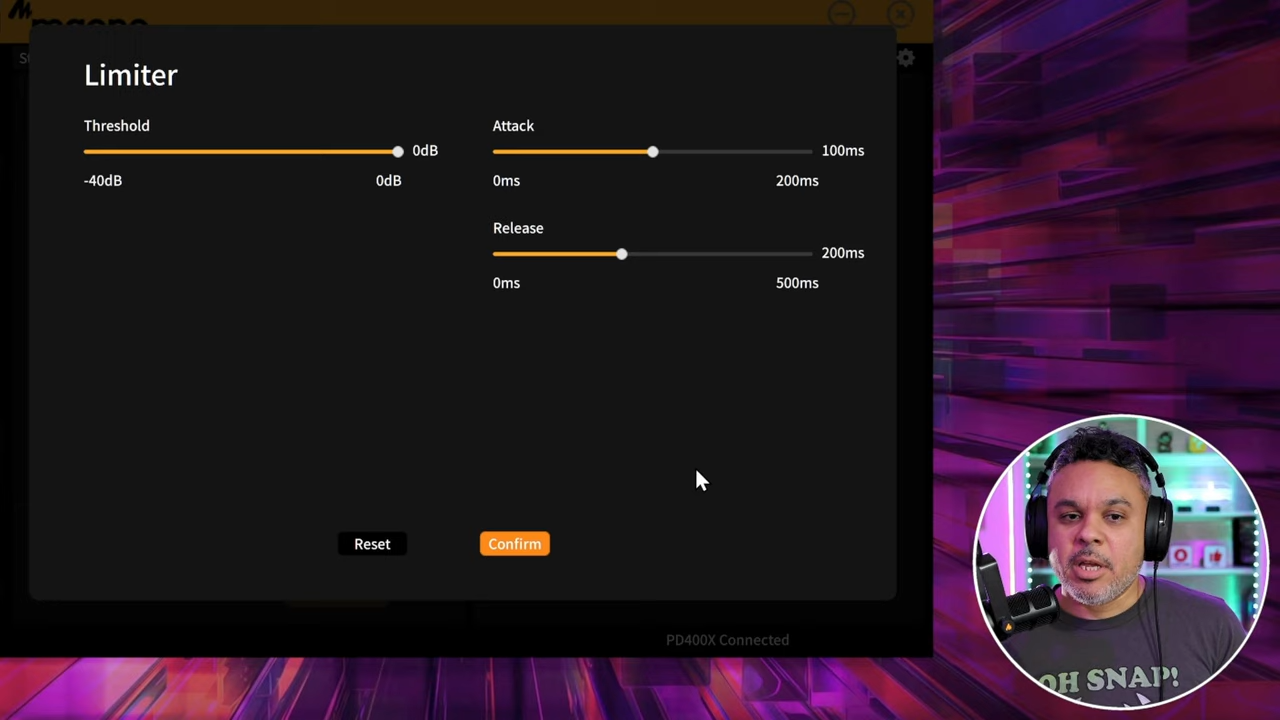 maono
Limiter
Threshold
0dB
-40dB
0dB
Attack
100ms
0ms
200ms
Release
200ms
0ms
500ms
Reset
Confirm
PD400X Connected
OH SNAP!